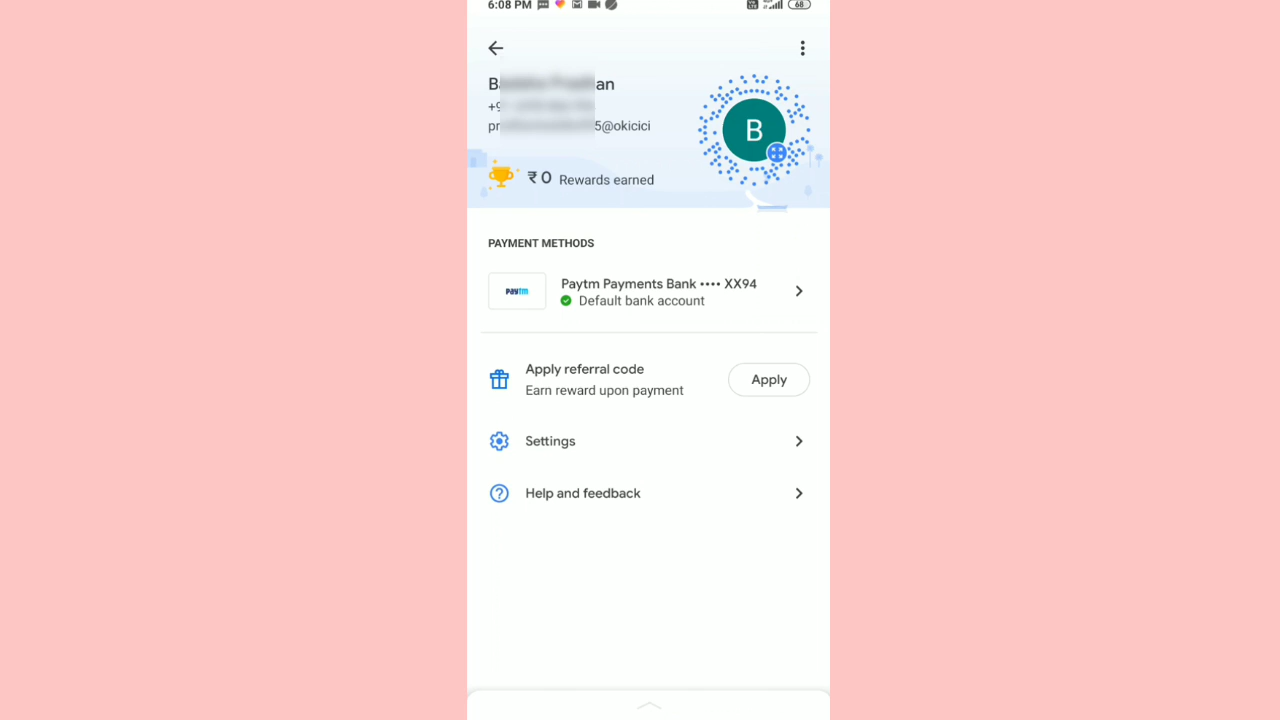 6:08 PM
68
an
5@okicici
B
₹ 0 Rewards earned
PAYMENT METHODS
paytm
Paytm Payments Bank •••• XX94
Default bank account
Apply referral code
Earn reward upon payment
Apply
Settings
Help and feedback